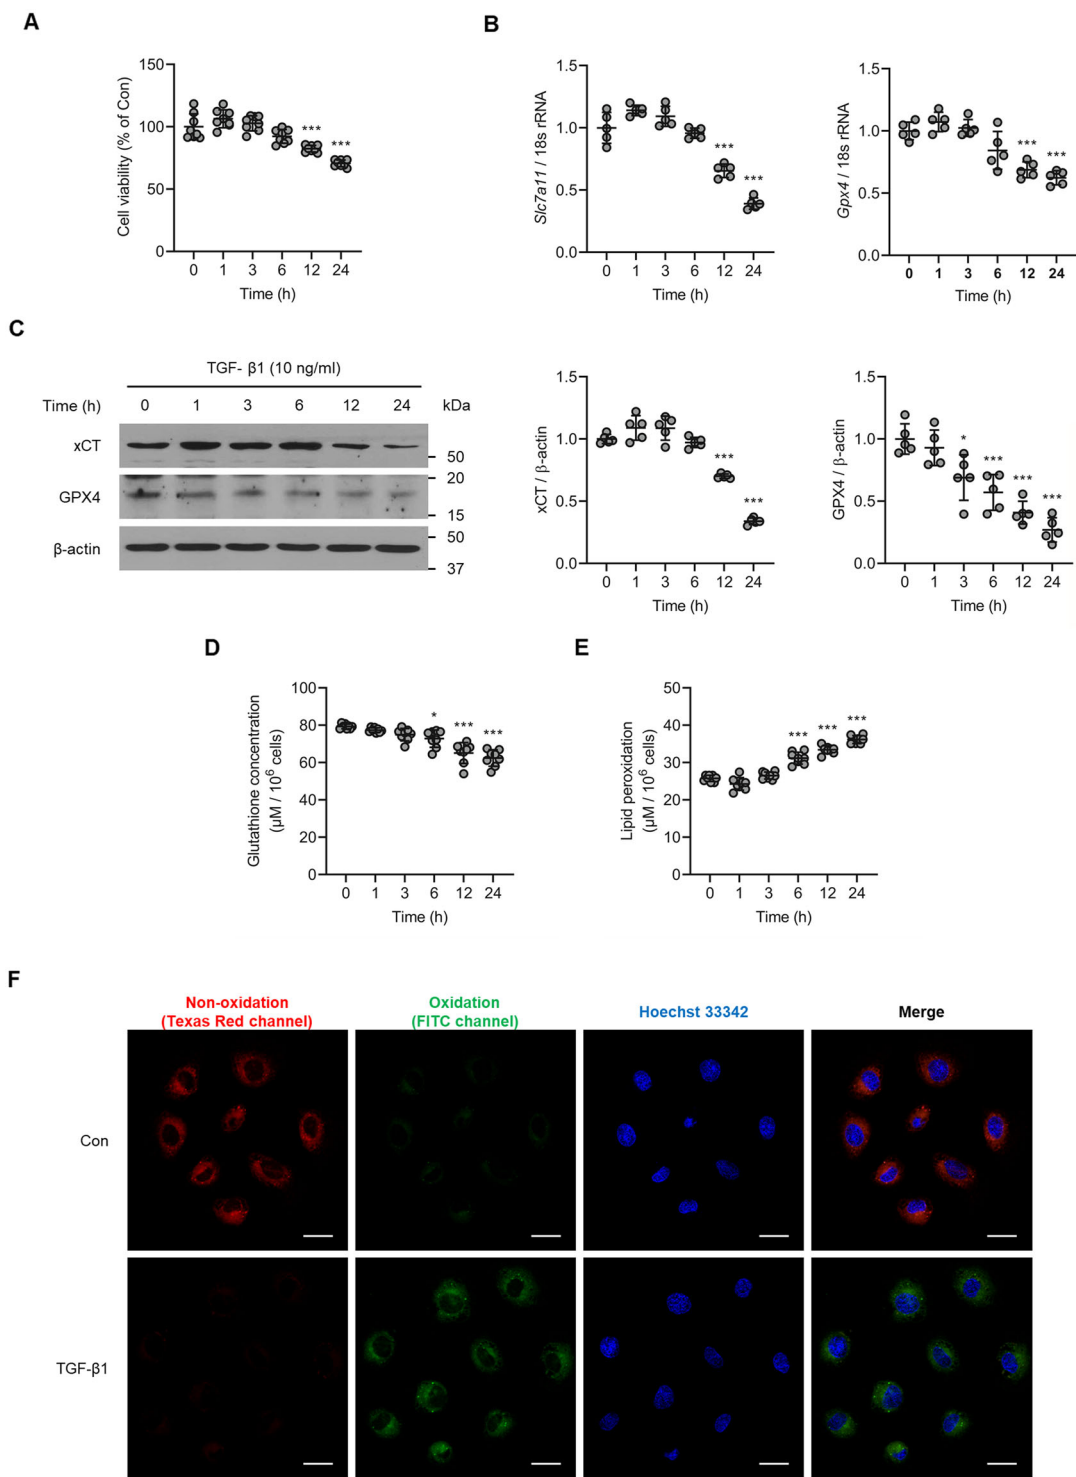 A
Cell viability (% of Con)
150
100
50
0
***
***
0 1 3 6 12 24
Time (h)
B
Slc7a11 / 18s rRNA
1.5
1.0
0.5
0.0
***
***
0 1 3 6 12 24
Time (h)
Gpx4 / 18s rRNA
1.5
1.0
0.5
0.0
***
***
0 1 3 6 12 24
Time (h)
C
TGF- β1 (10 ng/ml)
Time (h) 0 1 3 6 12 24 kDa
xCT
50
20
GPX4
15
50
β-actin
37
xCT / β-actin
1.5
1.0
0.5
0.0
***
***
0 1 3 6 12 24
Time (h)
GPX4 / β-actin
1.5
1.0
0.5
0.0
*
***
***
***
0 1 3 6 12 24
Time (h)
D
Glutathione concentration
(μM / 10⁶ cells)
100
80
60
40
20
0
*
***
***
0 1 3 6 12 24
Time (h)
E
Lipid peroxidation
(μM / 10⁶ cells)
50
40
30
20
10
0
***
***
***
0 1 3 6 12 24
Time (h)
F
Non-oxidation
(Texas Red channel)
Oxidation
(FITC channel)
Hoechst 33342
Merge
Con
TGF-β1